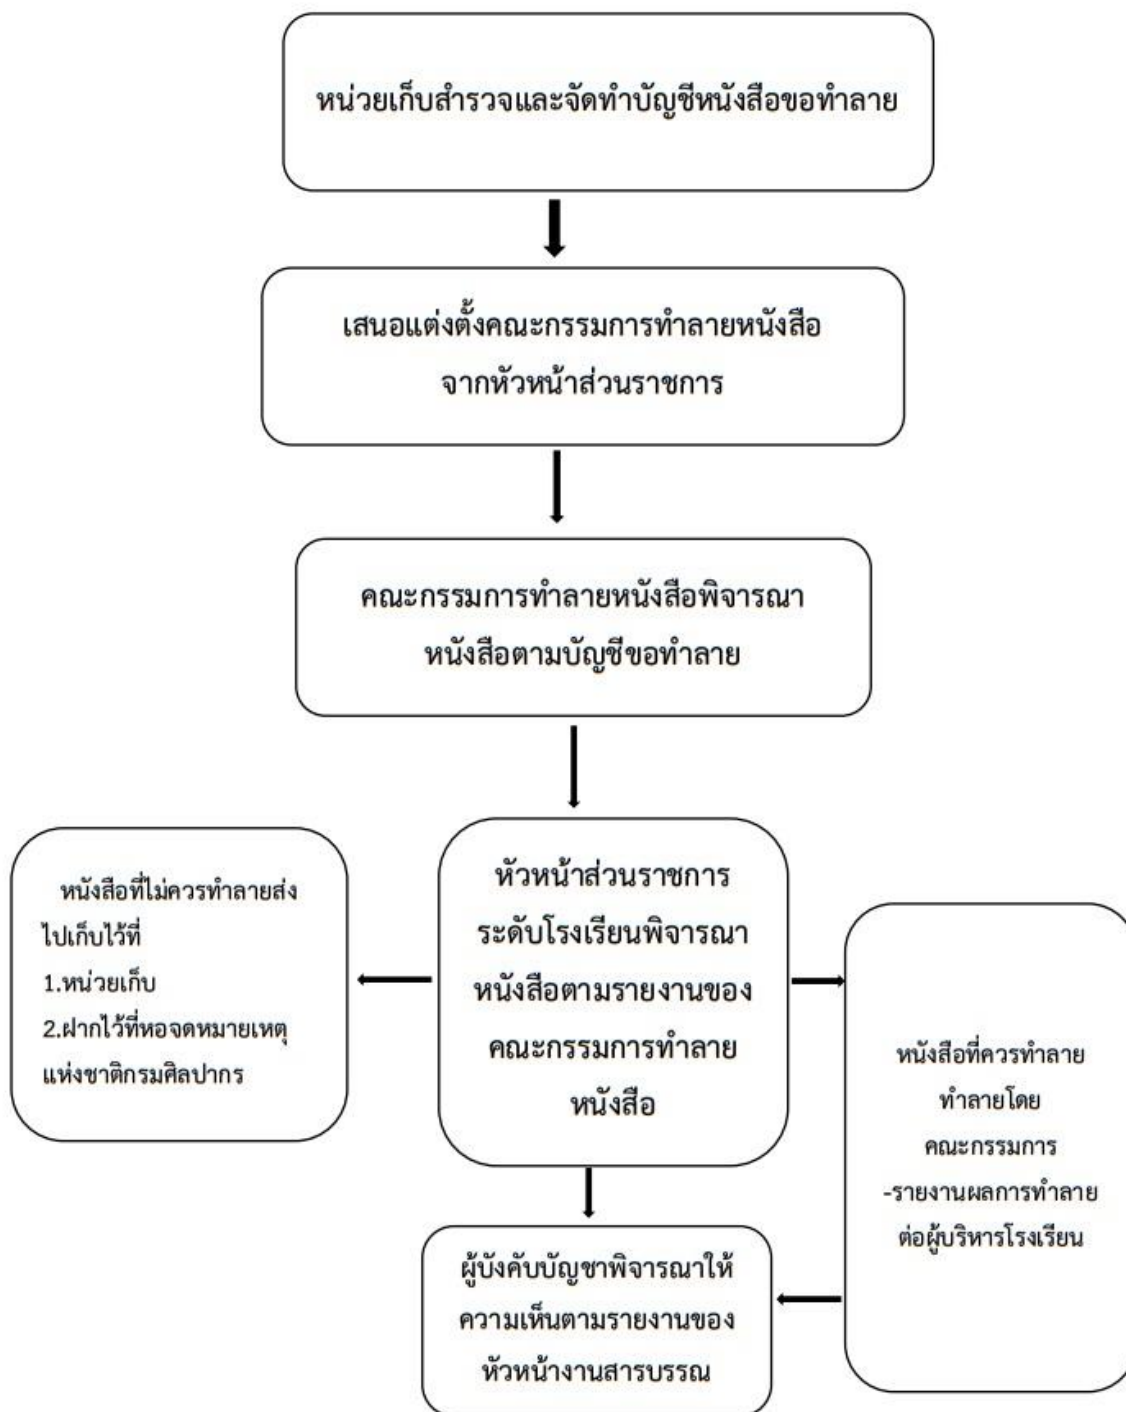 หน่วยเก็บสำรวจและจัดทำบัญชีหนังสือขอทำลาย
เสนอแต่งตั้งคณะกรรมการทำลายหนังสือ
จากหัวหน้าส่วนราชการ
คณะกรรมการทำลายหนังสือพิจารณา
หนังสือตามบัญชีขอทำลาย
หนังสือที่ไม่ควรทำลายส่ง
ไปเก็บไว้ที่
1.หน่วยเก็บ
2.ฝากไว้ที่หอจดหมายเหตุ
แห่งชาติกรมศิลปากร
หัวหน้าส่วนราชการ
ระดับโรงเรียนพิจารณา
หนังสือตามรายงานของ
คณะกรรมการทำลาย
หนังสือ
หนังสือที่ควรทำลาย
ทำลายโดย
คณะกรรมการ
-รายงานผลการทำลาย
ต่อผู้บริหารโรงเรียน
ผู้บังคับบัญชาพิจารณาให้
ความเห็นตามรายงานของ
หัวหน้างานสารบรรณ